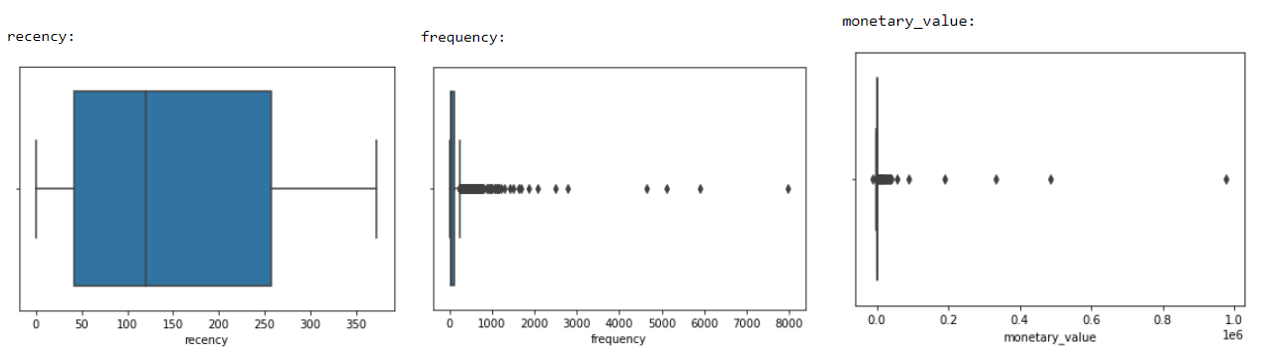 recency:
0 50 100 150 200 250 300 350
recency
frequency:
0 1000 2000 3000 4000 5000 6000 7000 8000
frequency
monetary_value:
0.0 0.2 0.4 0.6 0.8 1.0
1e6
monetary_value